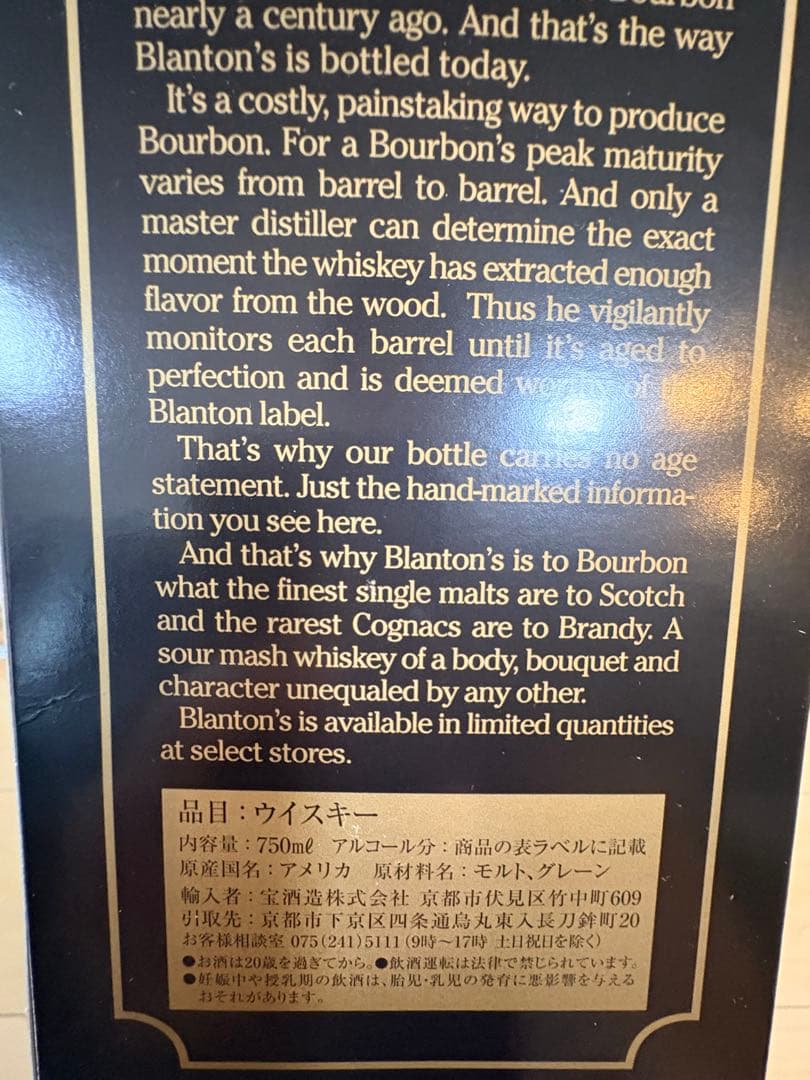 Bourbon
nearly a century ago. And that's the way
Blanton's is bottled today.
It's a costly, painstaking way to produce
Bourbon. For a Bourbon's peak maturity
varies from barrel to barrel. And only a
master distiller can determine the exact
moment the whiskey has extracted enough
flavor from the wood. Thus he vigilantly
monitors each barrel until it's aged to
perfection and is deemed worthy of the
Blanton label.
That's why our bottle carries no age
statement. Just the hand-marked informa-
tion you see here.
And that's why Blanton's is to Bourbon
what the finest single malts are to Scotch
and the rarest Cognacs are to Brandy. A
sour mash whiskey of a body, bouquet and
character unequaled by any other.
Blanton's is available in limited quantities
at select stores.
品目：ウイスキー
内容量：750mℓ アルコール分：商品の表ラベルに記載
原産国名：アメリカ 原材料名：モルト、グレーン
輸入者：宝酒造株式会社 京都市伏見区竹中町609
引取先：京都市下京区四条通烏丸東入長刀鉾町20
お客様相談室 075(241)5111(9時〜17時 土日祝日を除く)
●お酒は20歳を過ぎてから。●飲酒運転は法律で禁じられています。
●妊娠中や授乳期の飲酒は、胎児・乳児の発育に悪影響を与える
おそれがあります。